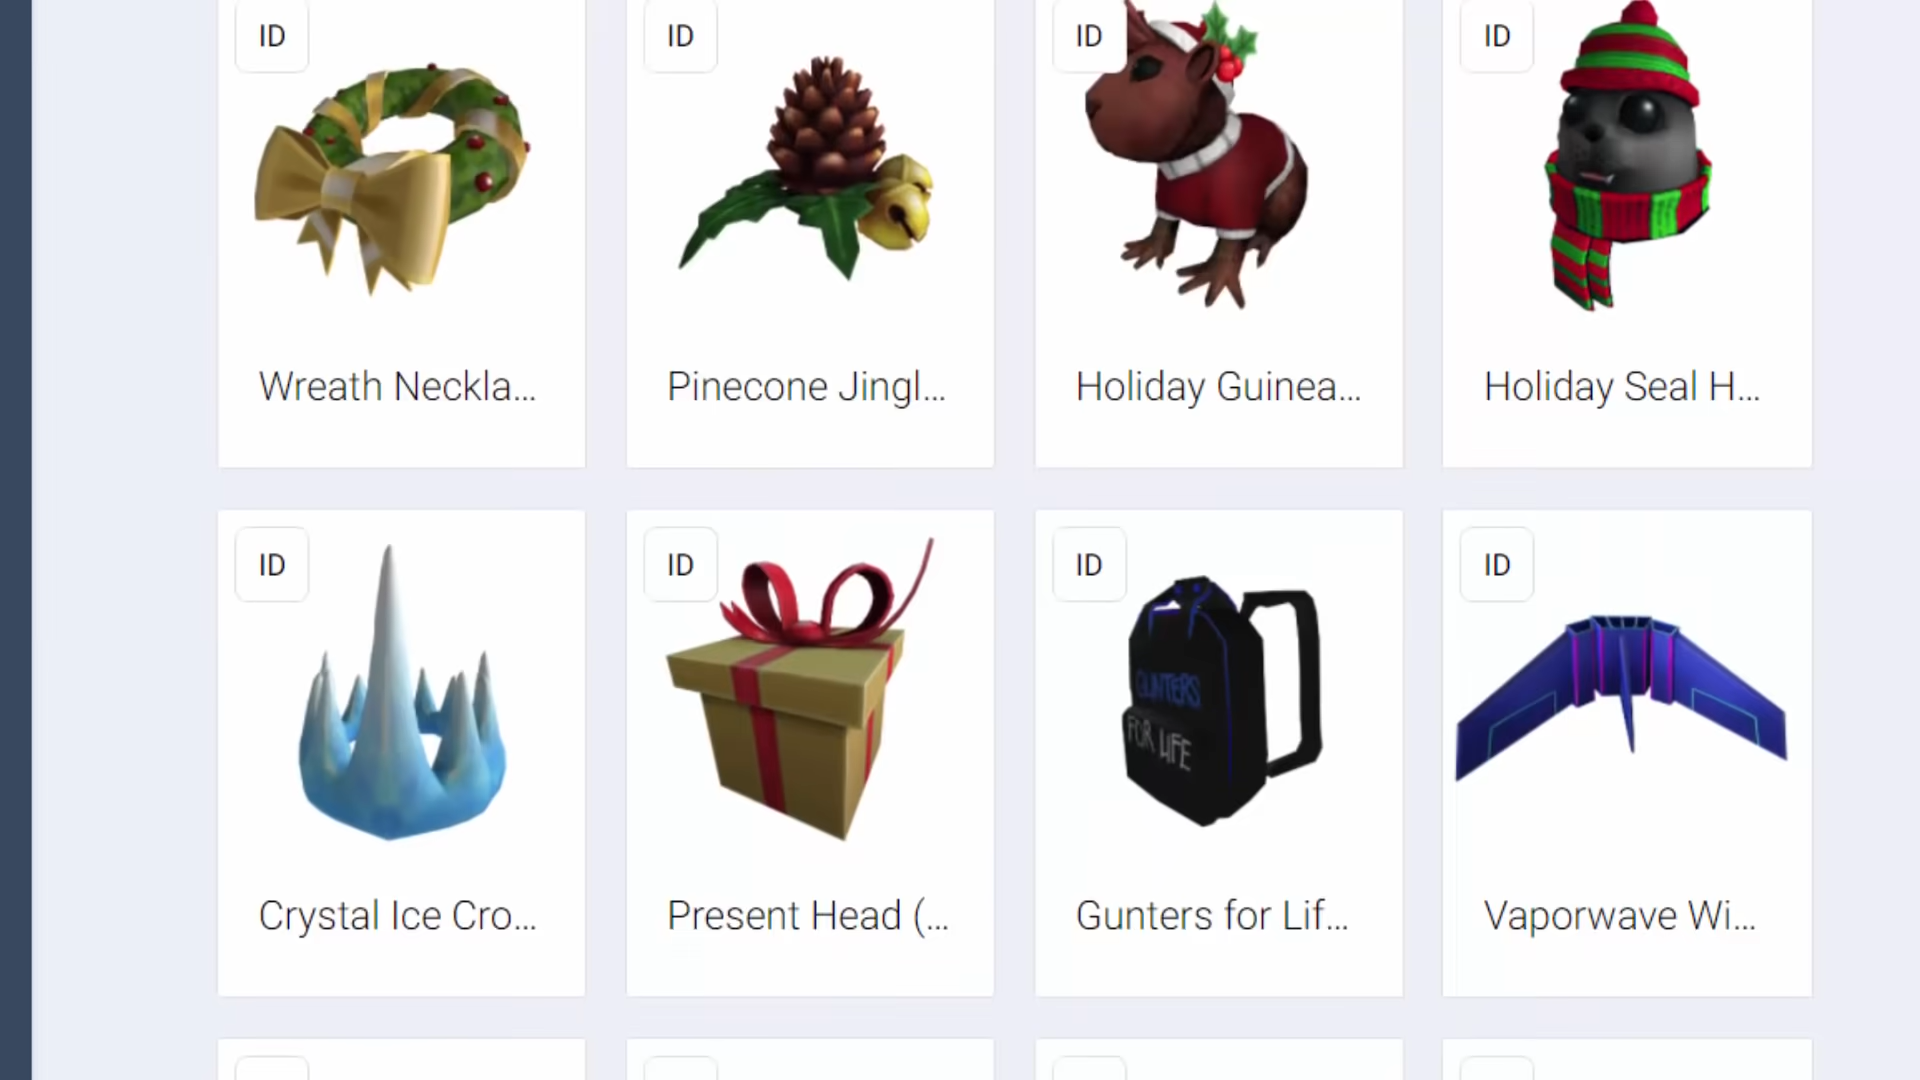 ID
ID
ID
ID
Wreath Neckla...
Pinecone Jingl...
Holiday Guinea...
Holiday Seal H...
ID
ID
ID
ID
GUNTERS
FOR LIFE
Crystal Ice Cro...
Present Head (...
Gunters for Lif...
Vaporwave Wi...